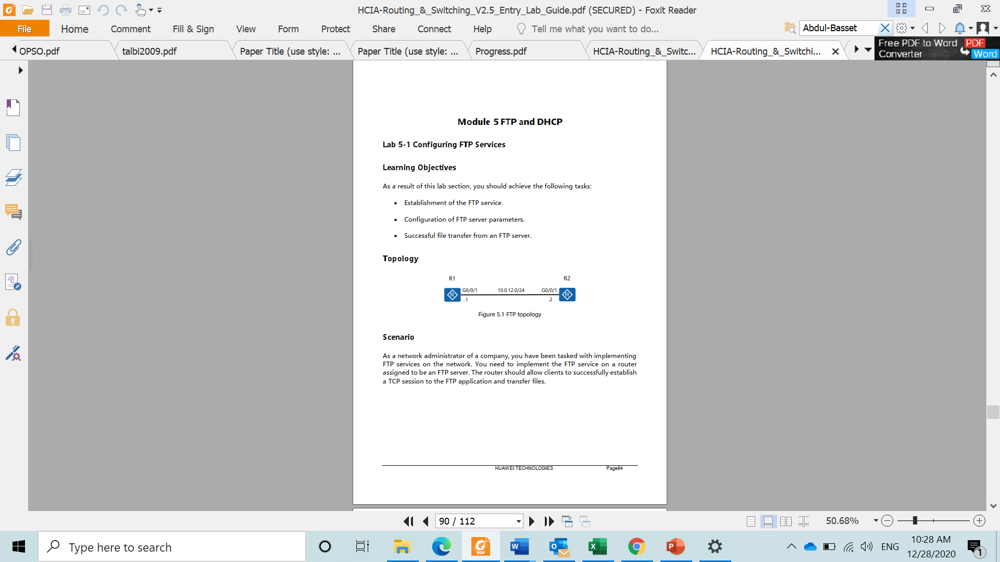 HCIA-Routing_&_Switching_V2.5_Entry_Lab_Guide.pdf (SECURED) - Foxit Reader
File Home Comment Fill & Sign View Form Protect Share Connect Help Tell me what you want to do... Abdul-Basset
OPSO.pdf talbi2009.pdf Paper Title (use style: ... Paper Title (use style: ... Progress.pdf HCIA-Routing_&_Switc... HCIA-Routing_&_Switchi...
Free PDF to Word PDF
Converter Word
Module 5 FTP and DHCP
Lab 5-1 Configuring FTP Services
Learning Objectives
As a result of this lab section, you should achieve the following tasks:
• Establishment of the FTP service.
• Configuration of FTP server parameters.
• Successful file transfer from an FTP server.
Topology
R1 R2
G0/0/1 10.0.12.0/24 G0/0/1
R R
.1 .2
Figure 5.1 FTP topology
Scenario
As a network administrator of a company, you have been tasked with implementing
FTP services on the network. You need to implement the FTP service on a router
assigned to be an FTP server. The router should allow clients to successfully establish
a TCP session to the FTP application and transfer files.
HUAWEI TECHNOLOGIES Page84
90 / 112 50.68%
Type here to search
PDF W O X P
ENG
10:28 AM
12/28/2020
1